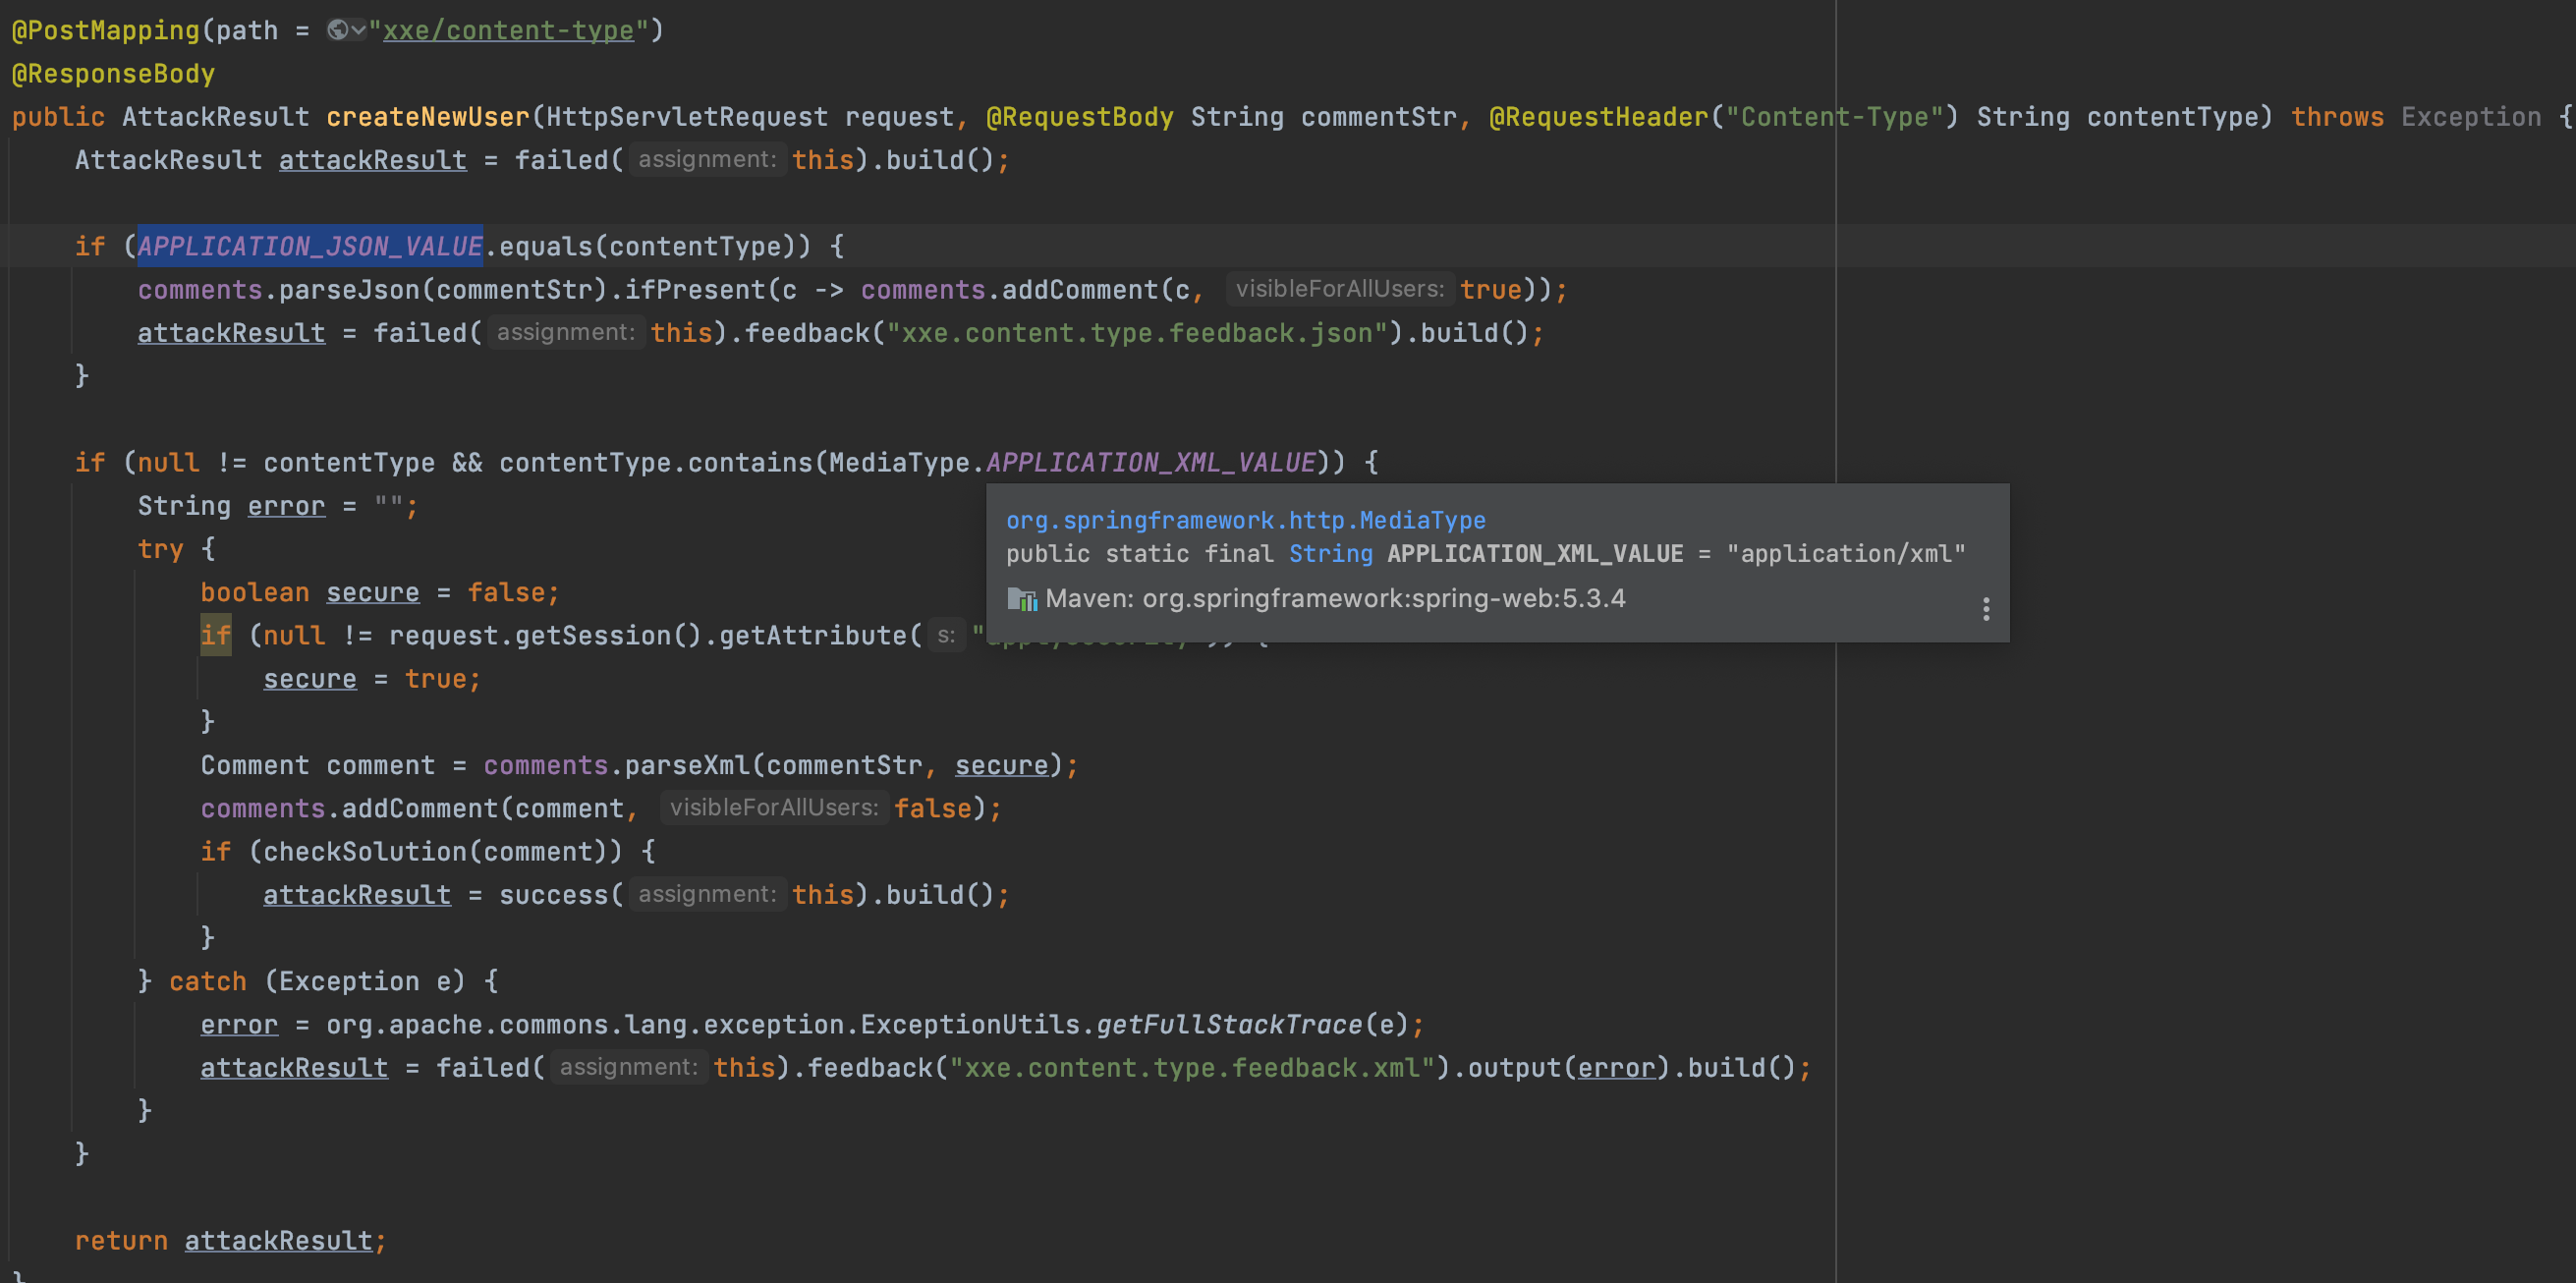 @PostMapping(path = "xxe/content-type")
@ResponseBody
public AttackResult createNewUser(HttpServletRequest request, @RequestBody String commentStr, @RequestHeader("Content-Type") String contentType) throws Exception {
AttackResult attackResult = failed( assignment: this).build();
if (APPLICATION_JSON_VALUE.equals(contentType)) {
comments.parseJson(commentStr).ifPresent(c -> comments.addComment(c, visibleForAllUsers: true));
attackResult = failed( assignment: this).feedback("xxe.content.type.feedback.json").build();
}
if (null != contentType && contentType.contains(MediaType.APPLICATION_XML_VALUE)) {
String error = "";
org.springframework.http.MediaType
try {
public static final String APPLICATION_XML_VALUE = "application/xml"
boolean secure = false;
Maven: org.springframework:spring-web:5.3.4
if (null != request.getSession().getAttribute( s: "
secure = true;
}
Comment comment = comments.parseXml(commentStr, secure);
comments.addComment(comment, visibleForAllUsers: false);
if (checkSolution(comment)) {
attackResult = success( assignment: this).build();
}
} catch (Exception e) {
error = org.apache.commons.lang.exception.ExceptionUtils.getFullStackTrace(e);
attackResult = failed( assignment: this).feedback("xxe.content.type.feedback.xml").output(error).build();
}
}
return attackResult;
}